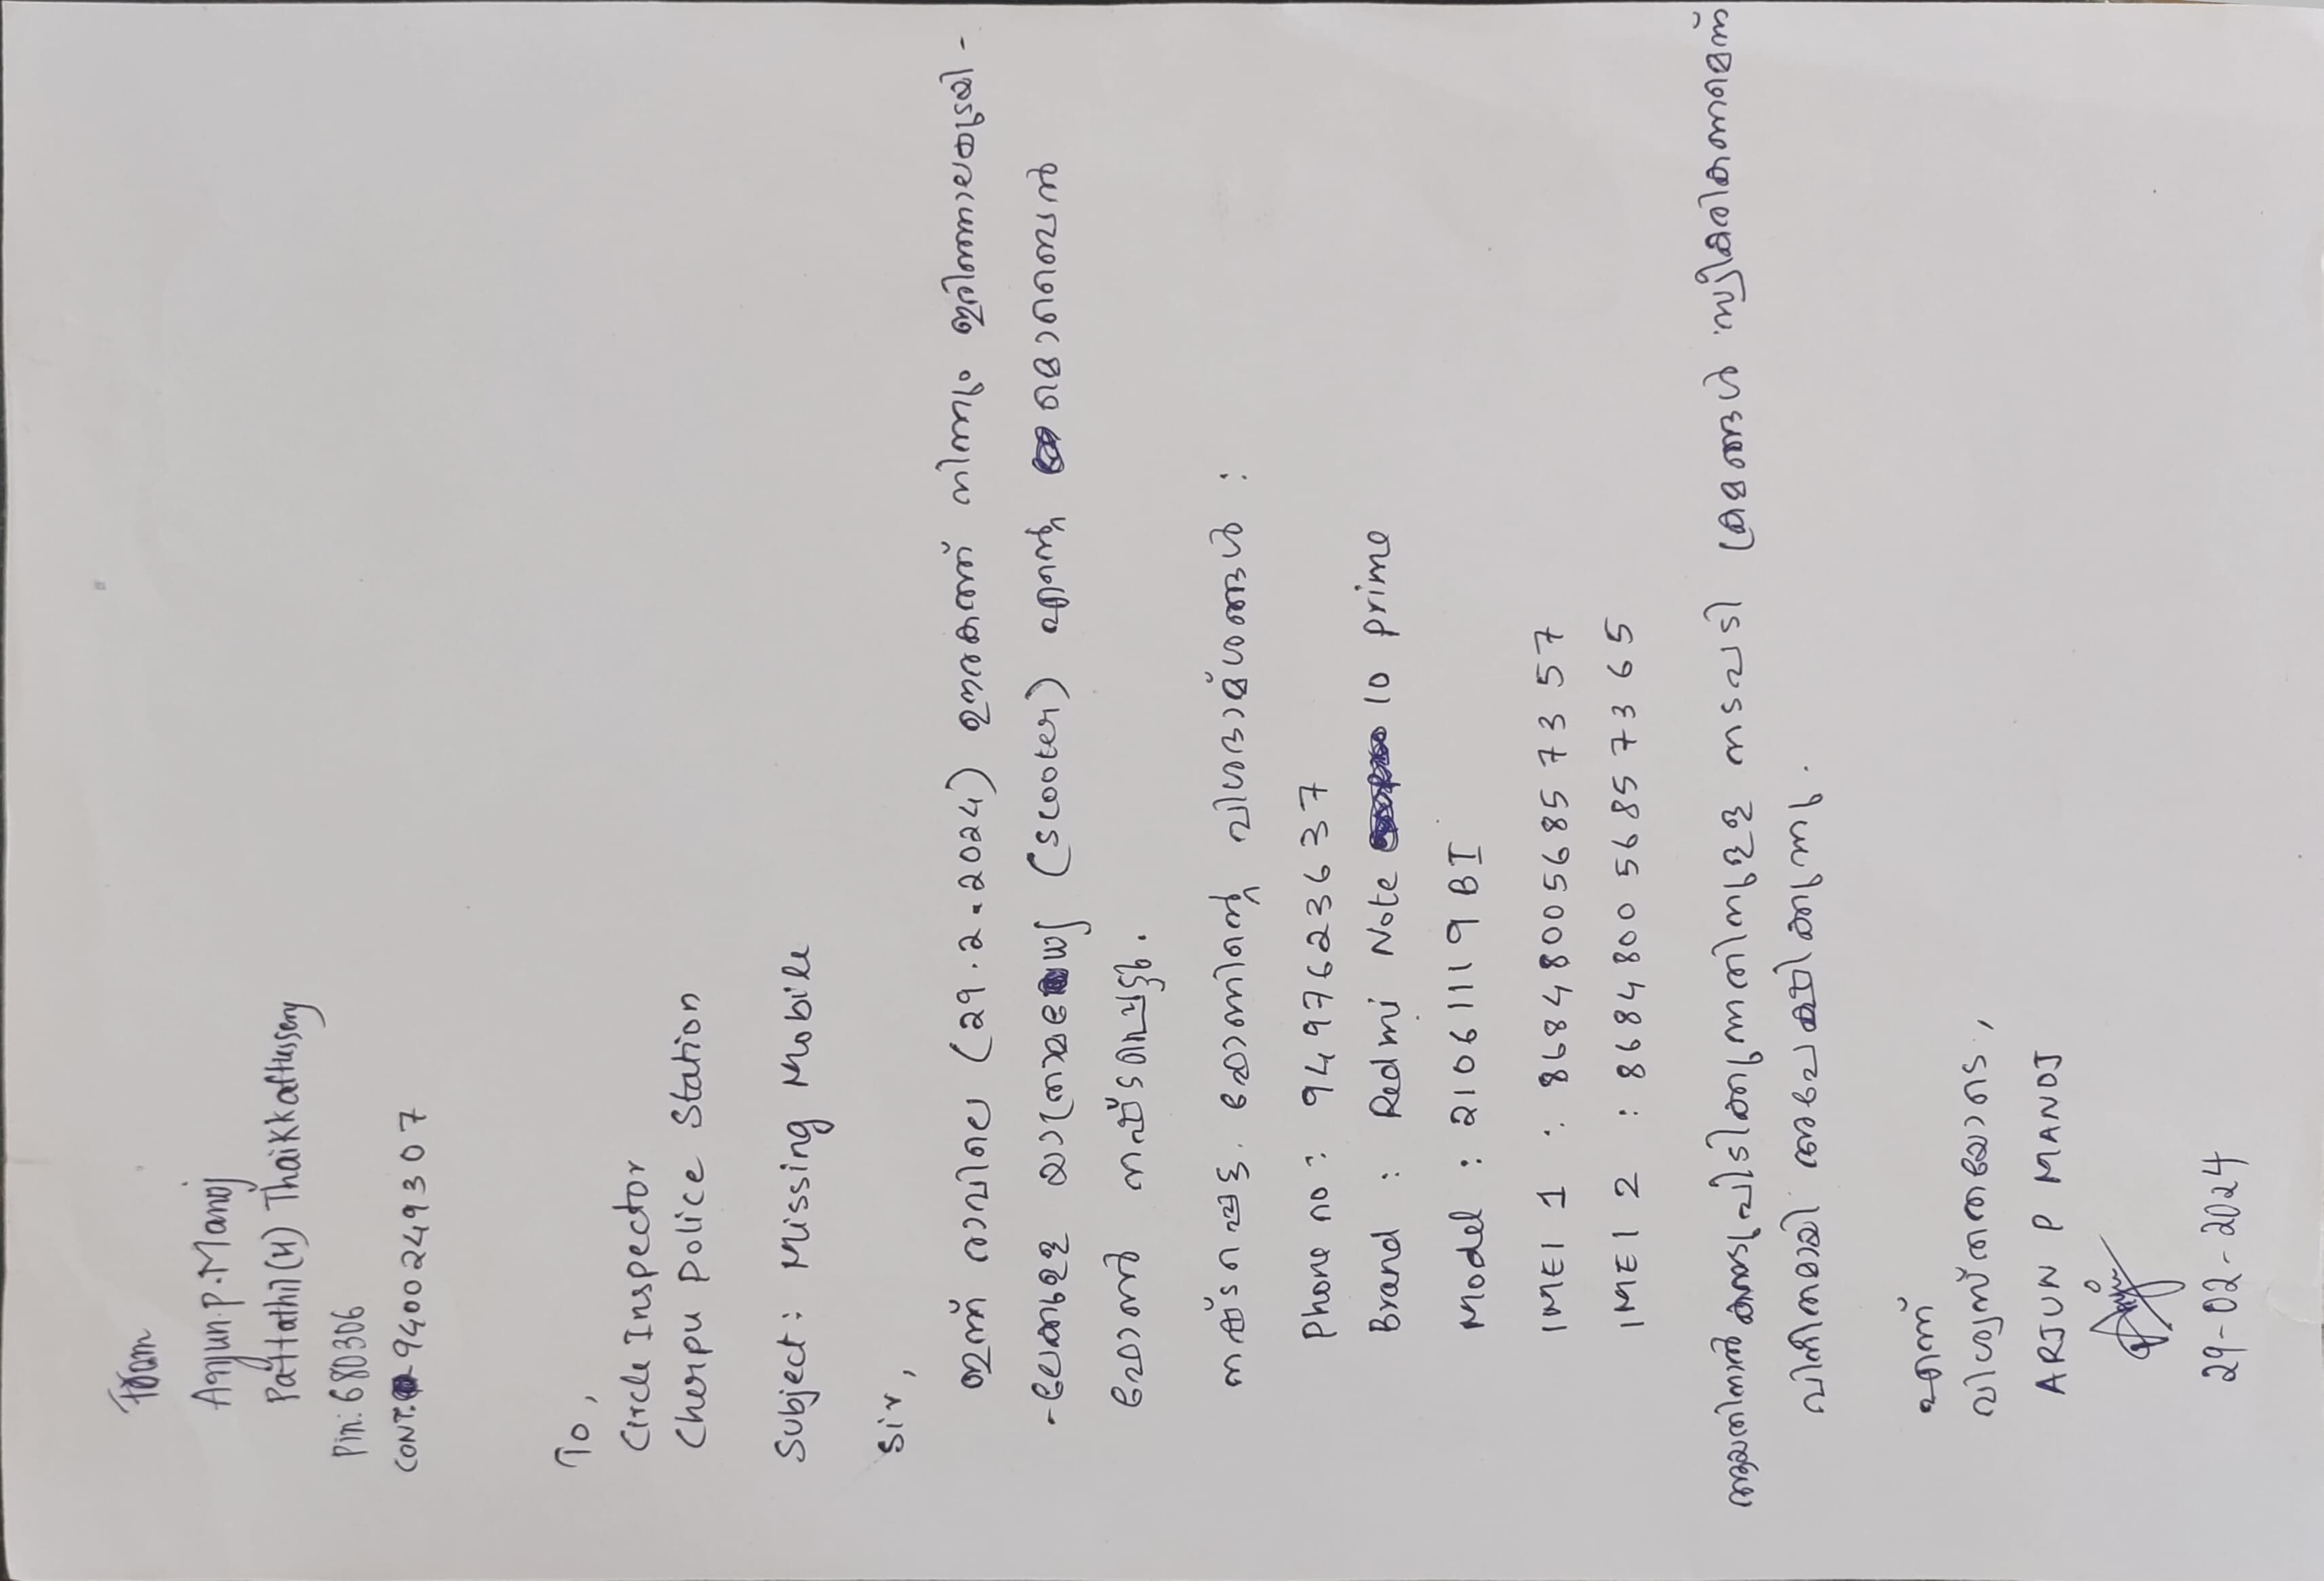 From
Arjun.P.Manoj
Pattathil(H) Thaikkattussery
Pin: 680306
CONT. 9400249307
To,
Circle Inspector
Cherpu Police Station
Subject: Missing Mobile
Sir,
ഇന്ന് രാവിലെ (29.2.2024) ഊരകത്ത് നിന്നും ഇരിഞ്ഞാലകുടയി-
-ലേക്കുള്ള യാത്രാമദ്ധ്യേ (Scooter) എന്റെ മൊബൈൽ
ഫോൺ നഷ്ടപ്പെട്ടു.
നഷ്ടപ്പെട്ട ഫോണിന്റെ വിശദാംശങ്ങൾ :
Phone no : 9497623637
Brand : Redmi Note 10 prime
Model : 21061119BI
IMEI 1 : 868480056857357
IMEI 2 : 868480056857365
ആയതിനാൽ കണ്ടുപിടിക്കുന്നതിനുള്ള നടപടി ക്രമങ്ങൾ സ്വീകരികണമെന്ന്
വിനീതമായി അപേക്ഷിക്കുന്നു.
എന്ന്
വിശ്വസ്തതയോടെ,
ARJUN P MANOJ
Arjun
29-02-2024